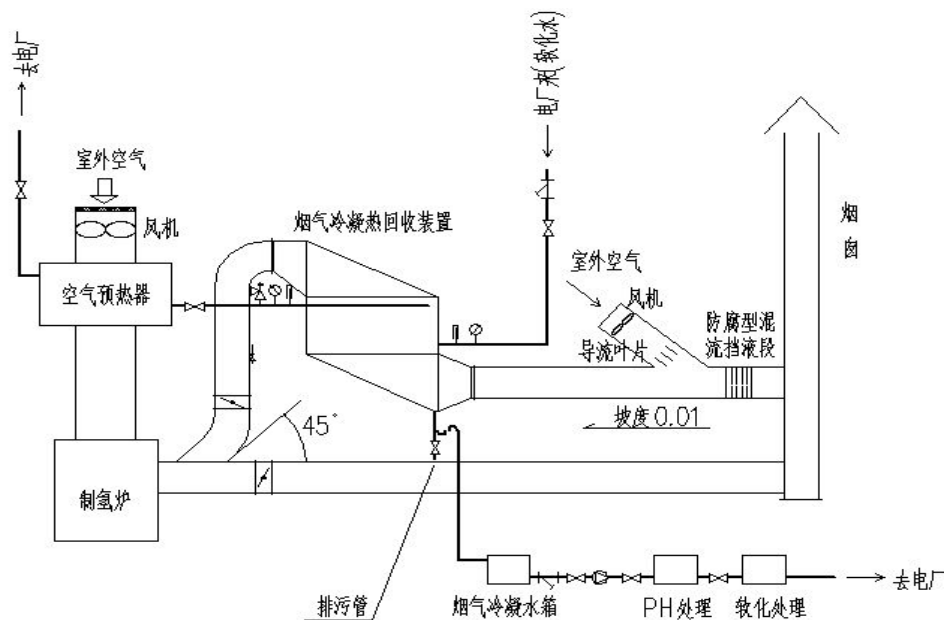 去电厂
电厂来(软化水)
室外空气
风机
烟气冷凝热回收装置
烟囱
室外空气
风机
空气预热器
防腐型混
流挡液段
导流叶片
坡度0.01
45°
制氢炉
排污管
烟气冷凝水箱
PH处理
软化处理
去电厂